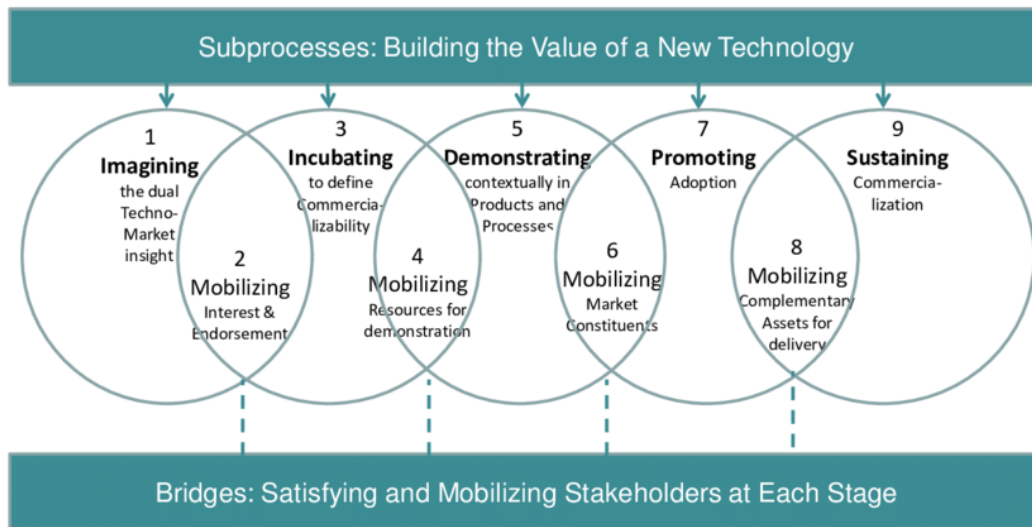 Subprocesses: Building the Value of a New Technology
1
Imagining
the dual
Techno-
Market
insight
2
Mobilizing
Interest &
Endorsement
3
Incubating
to define
Commercia-
lizability
4
Mobilizing
Resources for
demonstration
5
Demonstrating
contextually in
Products and
Processes
6
Mobilizing
Market
Constituents
7
Promoting
Adoption
8
Mobilizing
Complementary
Assets for
delivery
9
Sustaining
Commercia-
lization
Bridges: Satisfying and Mobilizing Stakeholders at Each Stage